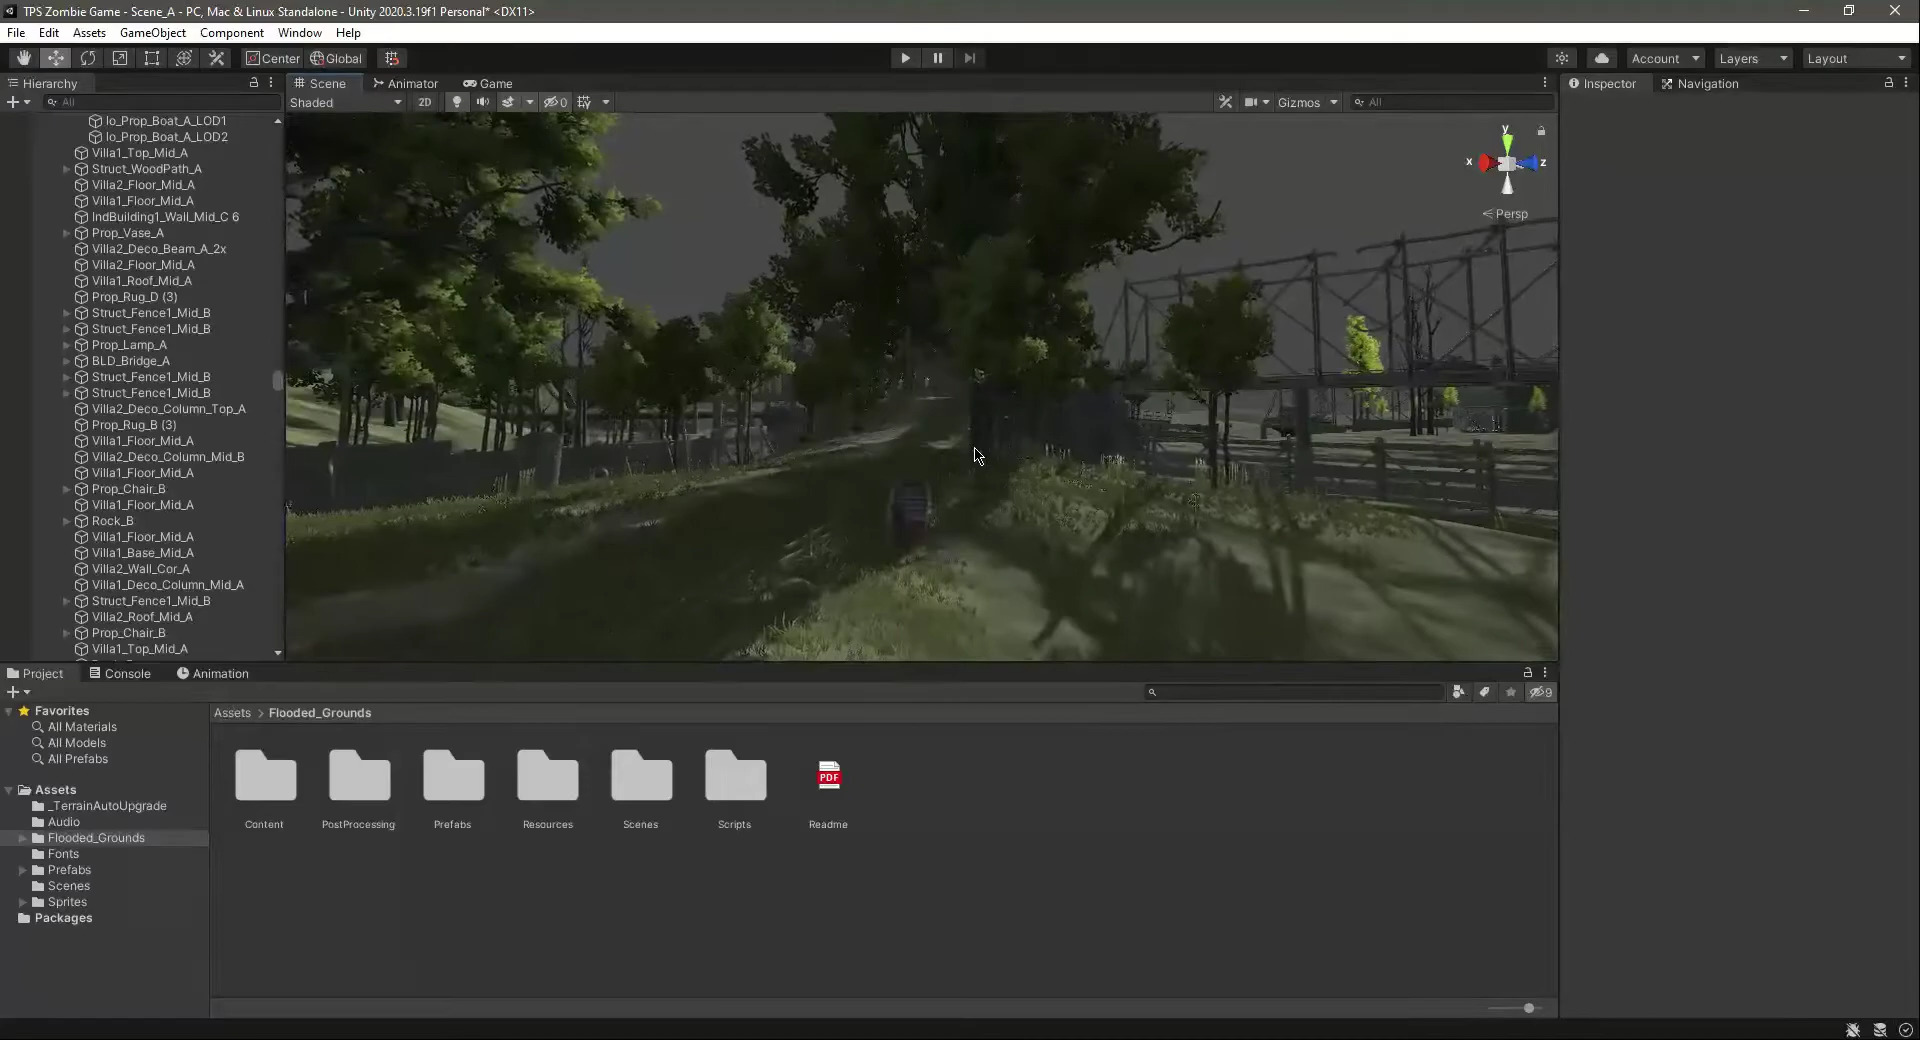 TPS Zombie Game - Scene_A - PC, Mac & Linux Standalone - Unity 2020.3.19f1 Personal* <DX11>
File Edit Assets GameObject Component Window Help
Center Global Account Layers Layout
Hierarchy
All
lo_Prop_Boat_A_LOD1
lo_Prop_Boat_A_LOD2
Villa1_Top_Mid_A
Struct_WoodPath_A
Villa2_Floor_Mid_A
Villa1_Floor_Mid_A
IndBuilding1_Wall_Mid_C 6
Prop_Vase_A
Villa2_Deco_Beam_A_2x
Villa2_Floor_Mid_A
Villa1_Roof_Mid_A
Prop_Rug_D (3)
Struct_Fence1_Mid_B
Struct_Fence1_Mid_B
Prop_Lamp_A
BLD_Bridge_A
Struct_Fence1_Mid_B
Struct_Fence1_Mid_B
Villa2_Deco_Column_Top_A
Prop_Rug_B (3)
Villa1_Floor_Mid_A
Villa2_Deco_Column_Mid_B
Villa1_Floor_Mid_A
Prop_Chair_B
Villa1_Floor_Mid_A
Rock_B
Villa1_Floor_Mid_A
Villa1_Base_Mid_A
Villa2_Wall_Cor_A
Villa1_Deco_Column_Mid_A
Struct_Fence1_Mid_B
Villa2_Roof_Mid_A
Prop_Chair_B
Villa1_Top_Mid_A
Scene Animator Game
Shaded 2D 0 Gizmos All
y
x z
Persp
Inspector Navigation
Project Console Animation
9
Favorites
All Materials
All Models
All Prefabs
Assets
_TerrainAutoUpgrade
Audio
Flooded_Grounds
Fonts
Prefabs
Scenes
Sprites
Packages
Assets > Flooded_Grounds
PDF
Content PostProcessing Prefabs Resources Scenes Scripts Readme